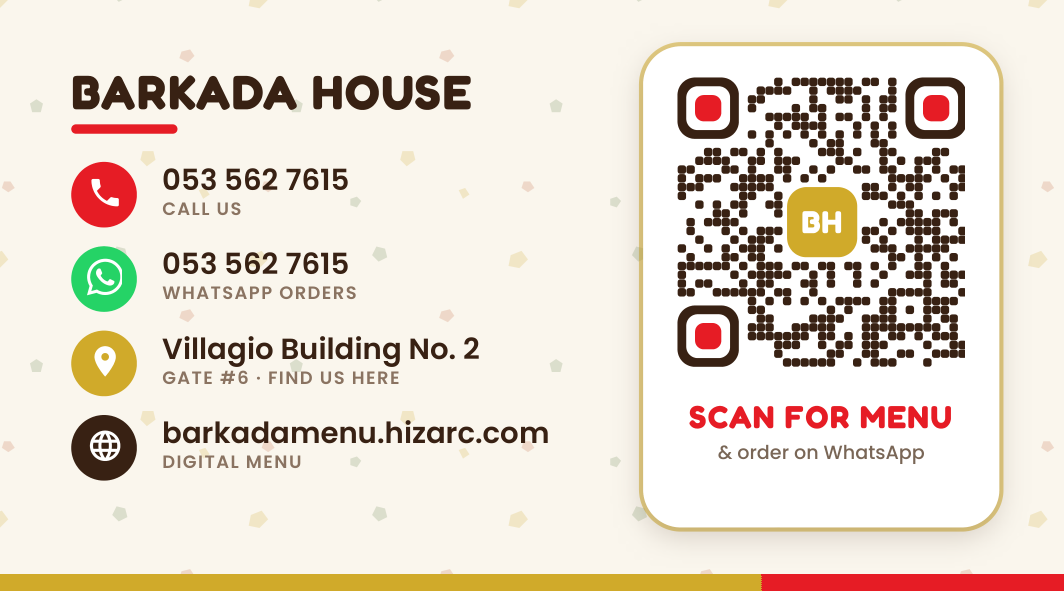 BARKADA HOUSE
053 562 7615
CALL US
053 562 7615
WHATSAPP ORDERS
Villagio Building No. 2
GATE #6 · FIND US HERE
barkadamenu.hizarc.com
DIGITAL MENU
BH
SCAN FOR MENU
& order on WhatsApp